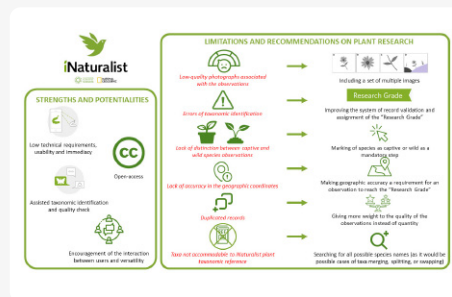 iNaturalist
STRENGTHS AND POTENTIALITIES
Low technical requirements,
usability and immediacy
CC
Open-access
Assisted taxonomic identification
and quality check
Encouragement of the interaction
between users and versatility
LIMITATIONS AND RECOMMENDATIONS ON PLANT RESEARCH
Low-quality photographs associated
with the observations
Including a set of multiple images
Errors of taxonomic identification
Research Grade
Improving the system of record validation and
assignment of the "Research Grade"
Lack of distinction between captive and
wild species observations
Marking of species as captive or wild as a
mandatory step
Lack of accuracy in the geographic coordinates
Making geographic accuracy a requirement for an
observation to reach the "Research Grade"
Duplicated records
Giving more weight to the quality of the
observations instead of quantity
Taxa not accommodable to iNaturalist plant
taxonomic reference
Searching for all possible species names (as it would be
possible cases of taxa merging, splitting, or swapping)